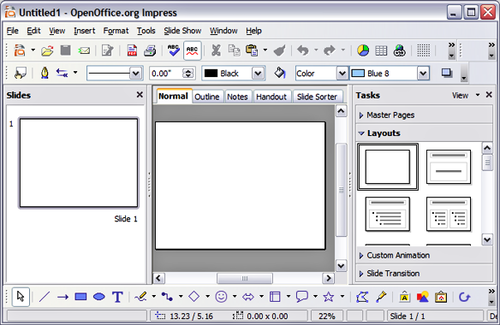 Untitled1 - OpenOffice.org Impress
File Edit View Insert Format Tools Slide Show Window Help
0.00" Black Color Blue 8
Slides
Normal Outline Notes Handout Slide Sorter
Tasks View
1
Master Pages
Layouts
Slide 1
Custom Animation
Slide Transition
13.23 / 5.16 0.00 x 0.00 22% Slide 1 / 1 De